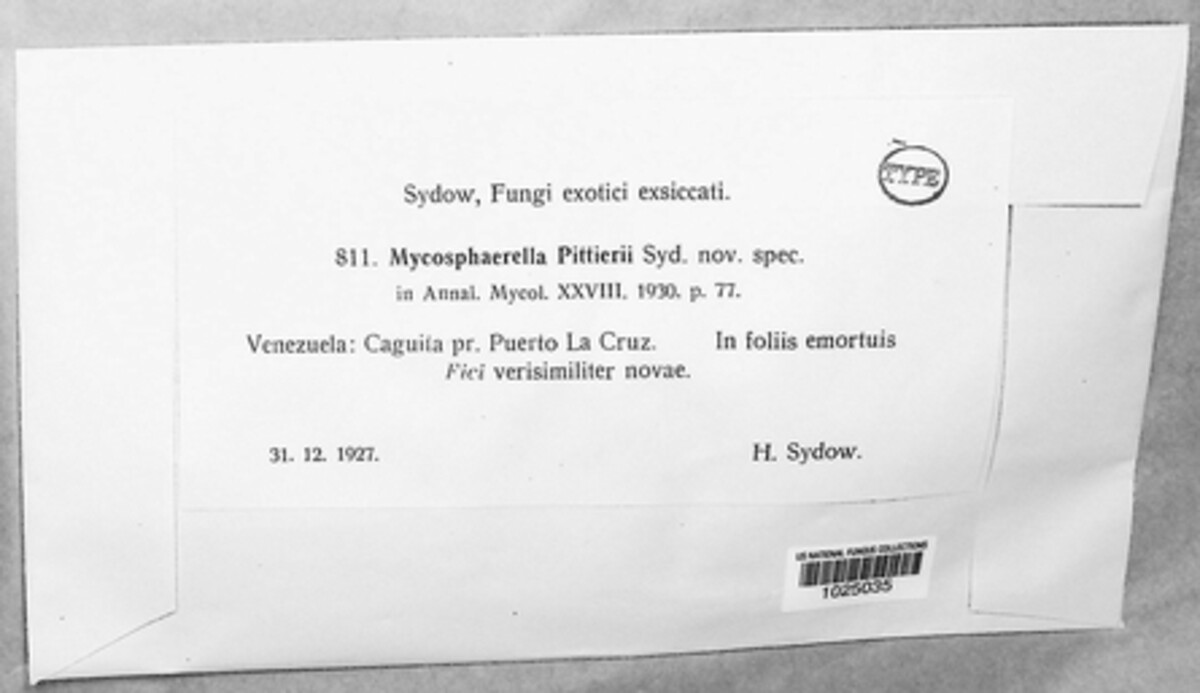 TYPE
Sydow, Fungi exotici exsiccati.
811. Mycosphaerella Pittierii Syd. nov. spec.
in Annal. Mycol. XXVIII. 1930. p. 77.
Venezuela: Caguita pr. Puerto La Cruz. In foliis emortuis
Fici verisimiliter novae.
31. 12. 1927. H. Sydow.
US NATIONAL FUNGUS COLLECTIONS
1025035